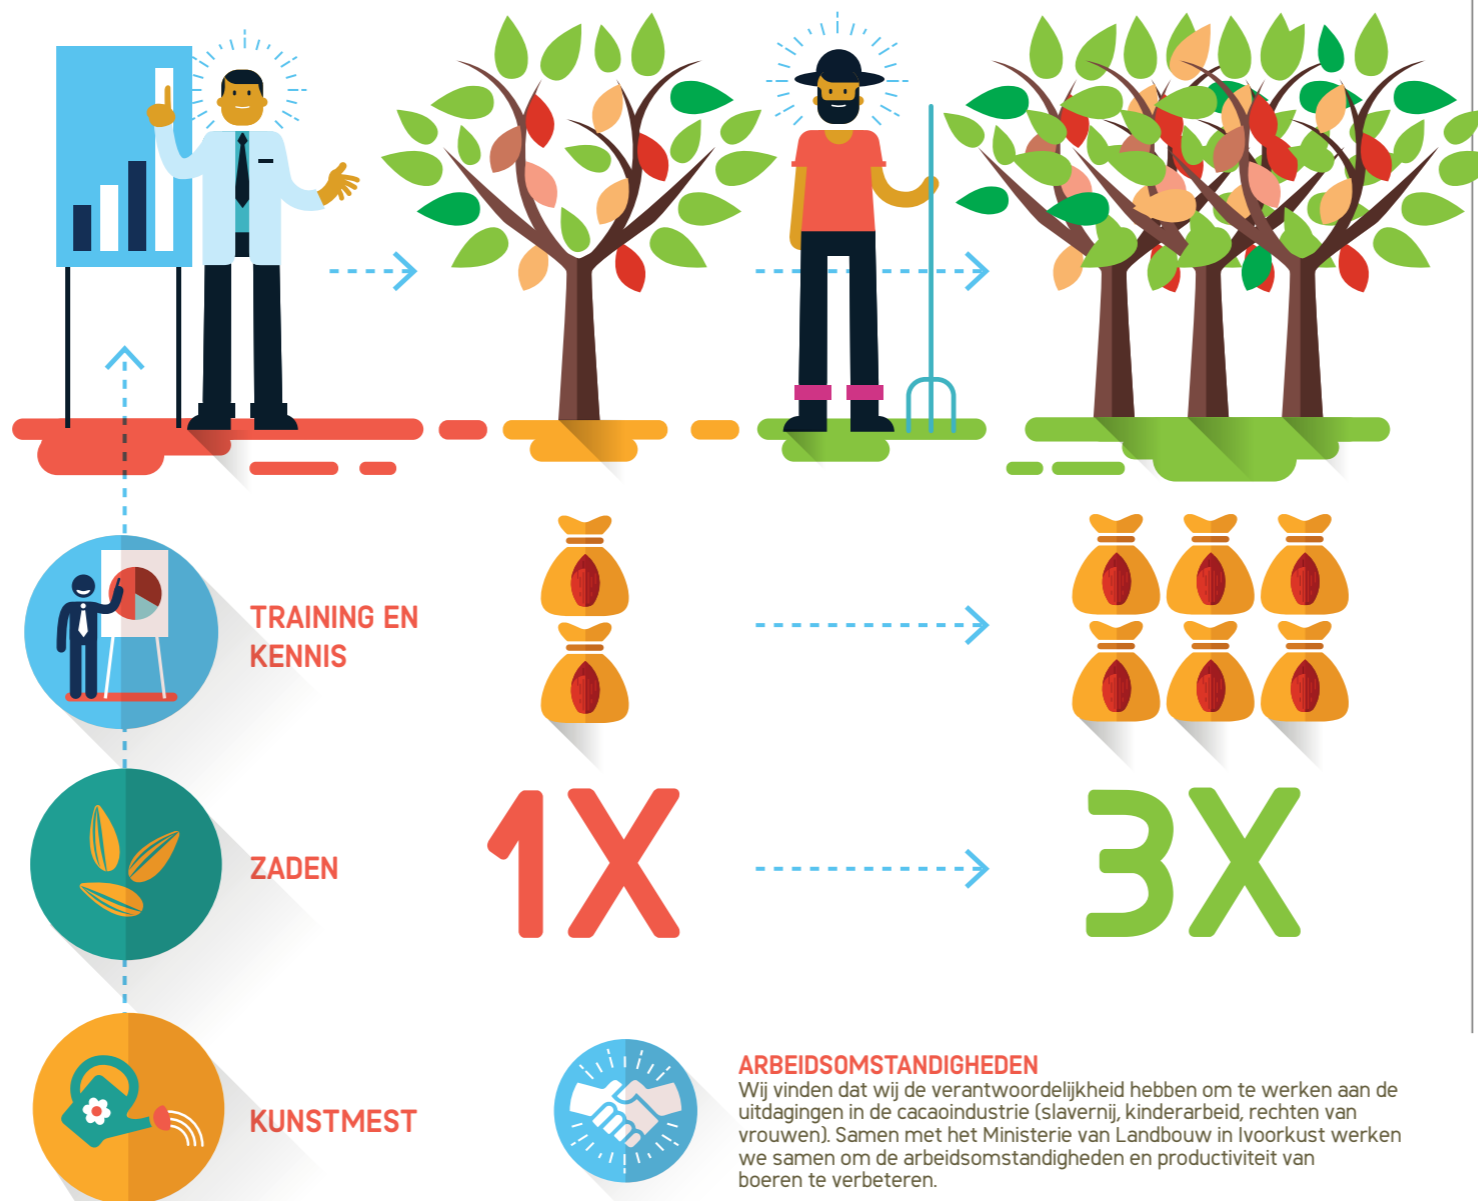 TRAINING EN
KENNIS
ZADEN
KUNSTMEST
1X
3X
ARBEIDSOMSTANDIGHEDEN
Wij vinden dat wij de verantwoordelijkheid hebben om te werken aan de
uitdagingen in de cacaoindustrie (slavernij, kinderarbeid, rechten van
vrouwen). Samen met het Ministerie van Landbouw in Ivoorkust werken
we samen om de arbeidsomstandigheden en productiviteit van
boeren te verbeteren.